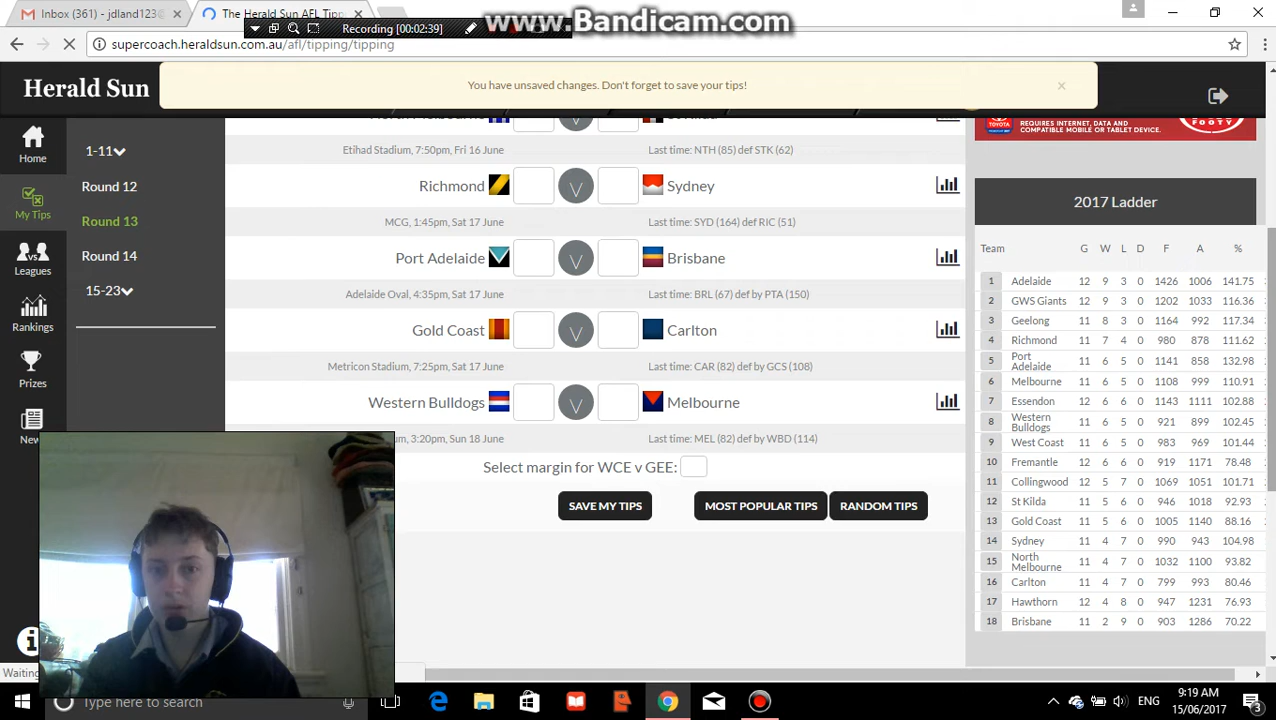 www.Bandicam.com
Inbox (361) - jdland123@
The Herald Sun AFL Tipp
Recording [00:02:39]
supercoach.heraldsun.com.au/afl/tipping/tipping
Herald Sun
You have unsaved changes. Don't forget to save your tips!
REQUIRES INTERNET, DATA AND
COMPATIBLE MOBILE OR TABLET DEVICE.
TOYOTA
FOOTY
Home
My Tips
Leagues
Rankings
Prizes
New
1-11
Round 12
Round 13
Round 14
15-23
Etihad Stadium, 7:50pm, Fri 16 June Last time: NTH (85) def STK (62)
Richmond V Sydney
MCG, 1:45pm, Sat 17 June Last time: SYD (164) def RIC (51)
Port Adelaide V Brisbane
Adelaide Oval, 4:35pm, Sat 17 June Last time: BRL (67) def by PTA (150)
Gold Coast V Carlton
Metricon Stadium, 7:25pm, Sat 17 June Last time: CAR (82) def by GCS (108)
Western Bulldogs V Melbourne
um, 3:20pm, Sun 18 June Last time: MEL (82) def by WBD (114)
Select margin for WCE v GEE:
SAVE MY TIPS MOST POPULAR TIPS RANDOM TIPS
2017 Ladder
Team G W L D F A %
1 Adelaide 12 9 3 0 1426 1006 141.75
2 GWS Giants 12 9 3 0 1202 1033 116.36
3 Geelong 11 8 3 0 1164 992 117.34
4 Richmond 11 7 4 0 980 878 111.62
5 Port Adelaide 11 6 5 0 1141 858 132.98
6 Melbourne 11 6 5 0 1108 999 110.91
7 Essendon 12 6 6 0 1143 1111 102.88
8 Western Bulldogs 11 6 5 0 921 899 102.45
9 West Coast 11 6 5 0 983 969 101.44
10 Fremantle 12 6 6 0 919 1171 78.48
11 Collingwood 12 5 7 0 1069 1051 101.71
12 St Kilda 11 5 6 0 946 1018 92.93
13 Gold Coast 11 5 6 0 1005 1140 88.16
14 Sydney 11 4 7 0 990 943 104.98
15 North Melbourne 11 4 7 0 1032 1100 93.82
16 Carlton 11 4 7 0 799 993 80.46
17 Hawthorn 12 4 8 0 947 1231 76.93
18 Brisbane 11 2 9 0 903 1286 70.22
Waiting
Type here to search
ENG
9:19 AM
15/06/2017
3